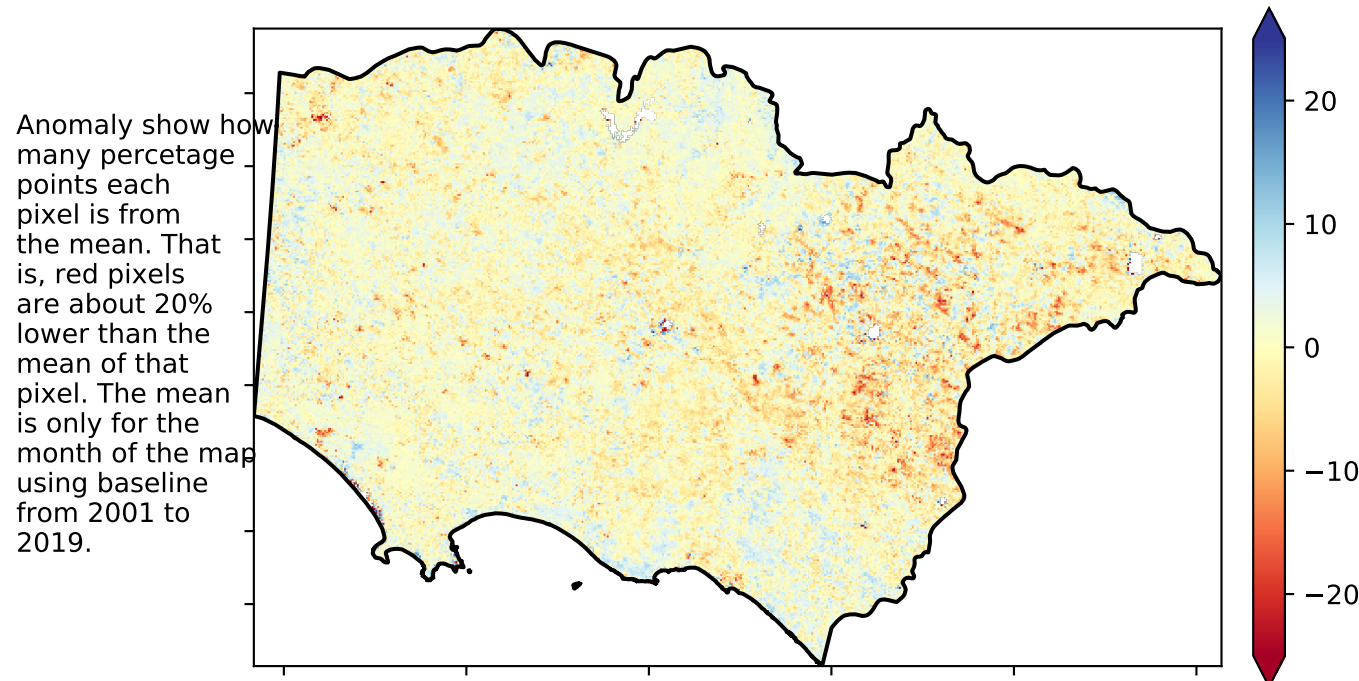 Anomaly show how
many percetage
points each
pixel is from
the mean. That
is, red pixels
are about 20%
lower than the
mean of that
pixel. The mean
is only for the
month of the map
using baseline
from 2001 to
2019.
20
10
0
−10
−20